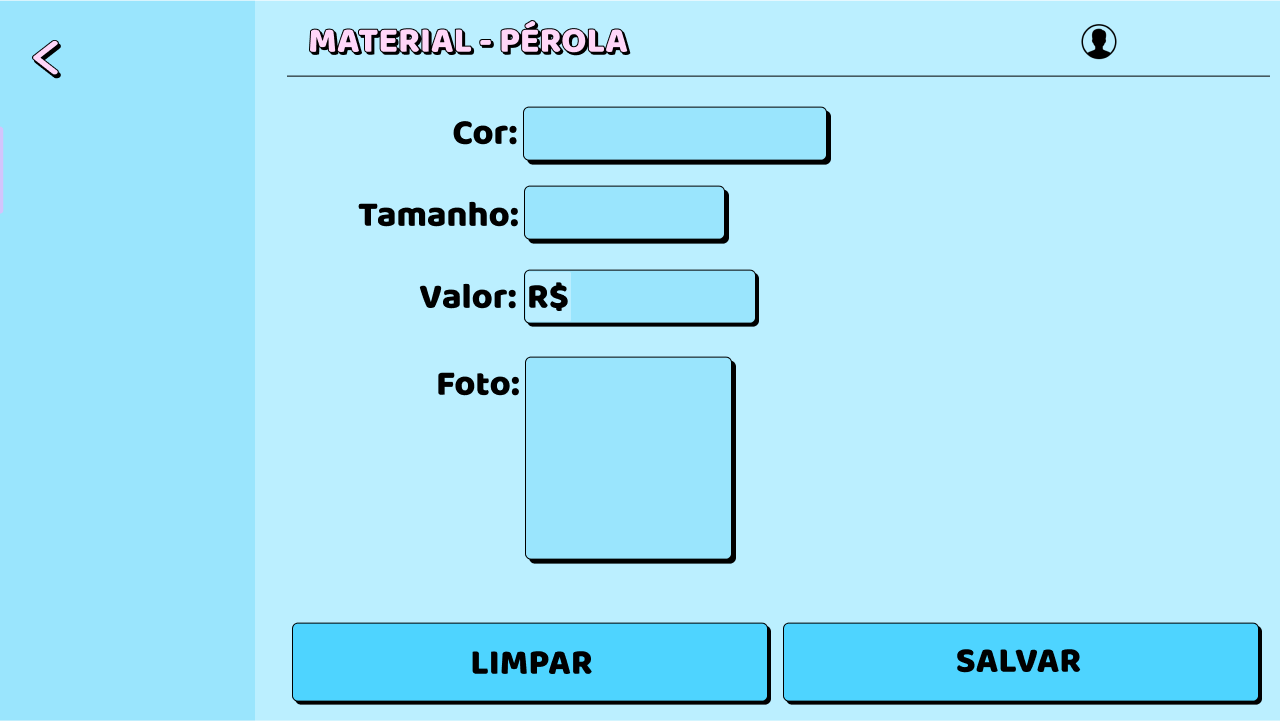 MATERIAL - PÉROLA
Cor:
Tamanho:
Valor: R$
Foto:
LIMPAR
SALVAR